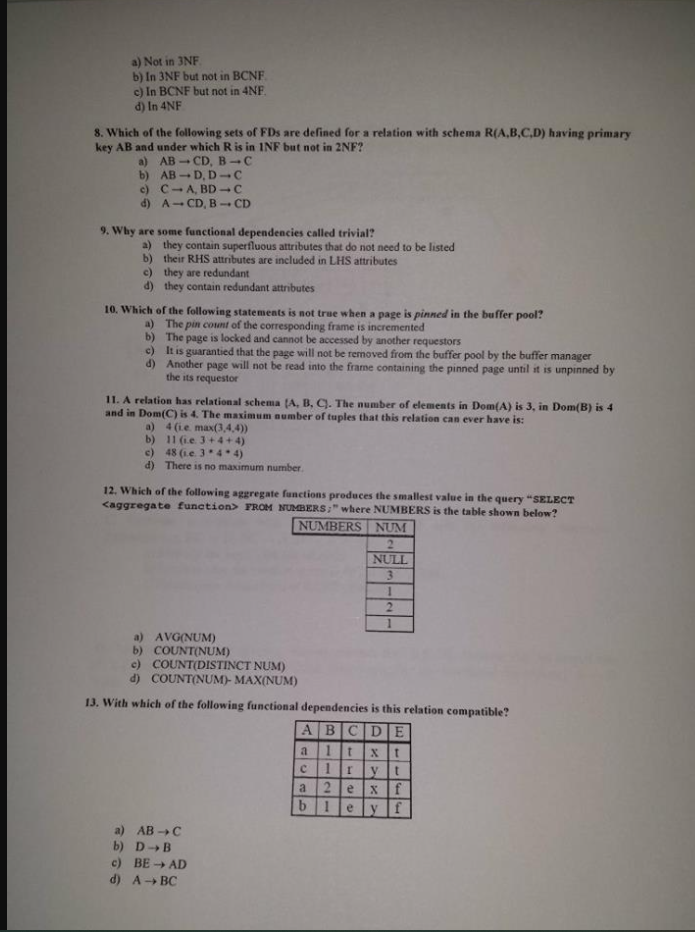 a) Not in 3NF.
b) In 3NF but not in BCNF.
c) In BCNF but not in 4NF.
d) In 4NF
8. Which of the following sets of FDs are defined for a relation with schema R(A,B,C,D) having primary
key AB and under which R is in 1NF but not in 2NF?
a) AB → CD, B → C
b) AB → D, D → C
c) C → A, BD → C
d) A → CD, B → CD
9. Why are some functional dependencies called trivial?
a) they contain superfluous attributes that do not need to be listed
b) their RHS attributes are included in LHS attributes
c) they are redundant
d) they contain redundant attributes
10. Which of the following statements is not true when a page is pinned in the buffer pool?
a) The pin count of the corresponding frame is incremented
b) The page is locked and cannot be accessed by another requestors
c) It is guarantied that the page will not be removed from the buffer pool by the buffer manager
d) Another page will not be read into the frame containing the pinned page until it is unpinned by
the its requestor
11. A relation has relational schema {A, B, C}. The number of elements in Dom(A) is 3, in Dom(B) is 4
and in Dom(C) is 4. The maximum number of tuples that this relation can ever have is:
a) 4 (i.e. max(3,4,4))
b) 11 (i.e. 3 + 4 + 4)
c) 48 (i.e. 3 * 4 * 4)
d) There is no maximum number.
12. Which of the following aggregate functions produces the smallest value in the query "SELECT
<aggregate function> FROM NUMBERS;" where NUMBERS is the table shown below?
NUMBERS NUM
2
NULL
3
1
2
1
a) AVG(NUM)
b) COUNT(NUM)
c) COUNT(DISTINCT NUM)
d) COUNT(NUM)- MAX(NUM)
13. With which of the following functional dependencies is this relation compatible?
A B C D E
a 1 t x t
c 1 r y t
a 2 e x f
b 1 e y f
a) AB → C
b) D → B
c) BE → AD
d) A → BC